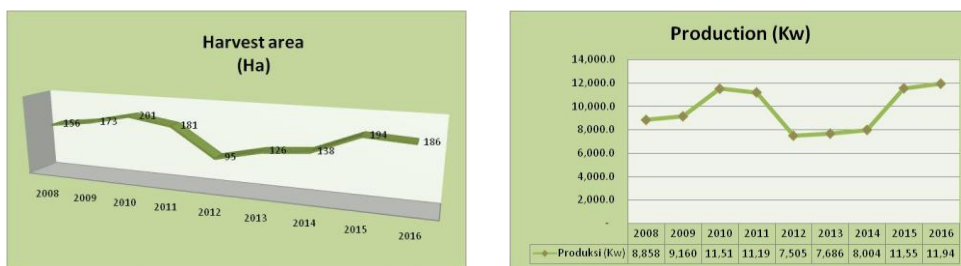 Harvest area
(Ha)
156 173 201 181 95 126 138 194 186
2008 2009 2010 2011 2012 2013 2014 2015 2016
Production (Kw)
14,000.0
12,000.0
10,000.0
8,000.0
6,000.0
4,000.0
2,000.0
-
2008 2009 2010 2011 2012 2013 2014 2015 2016
Produksi (Kw) 8,858 9,160 11,51 11,19 7,505 7,686 8,004 11,55 11,94